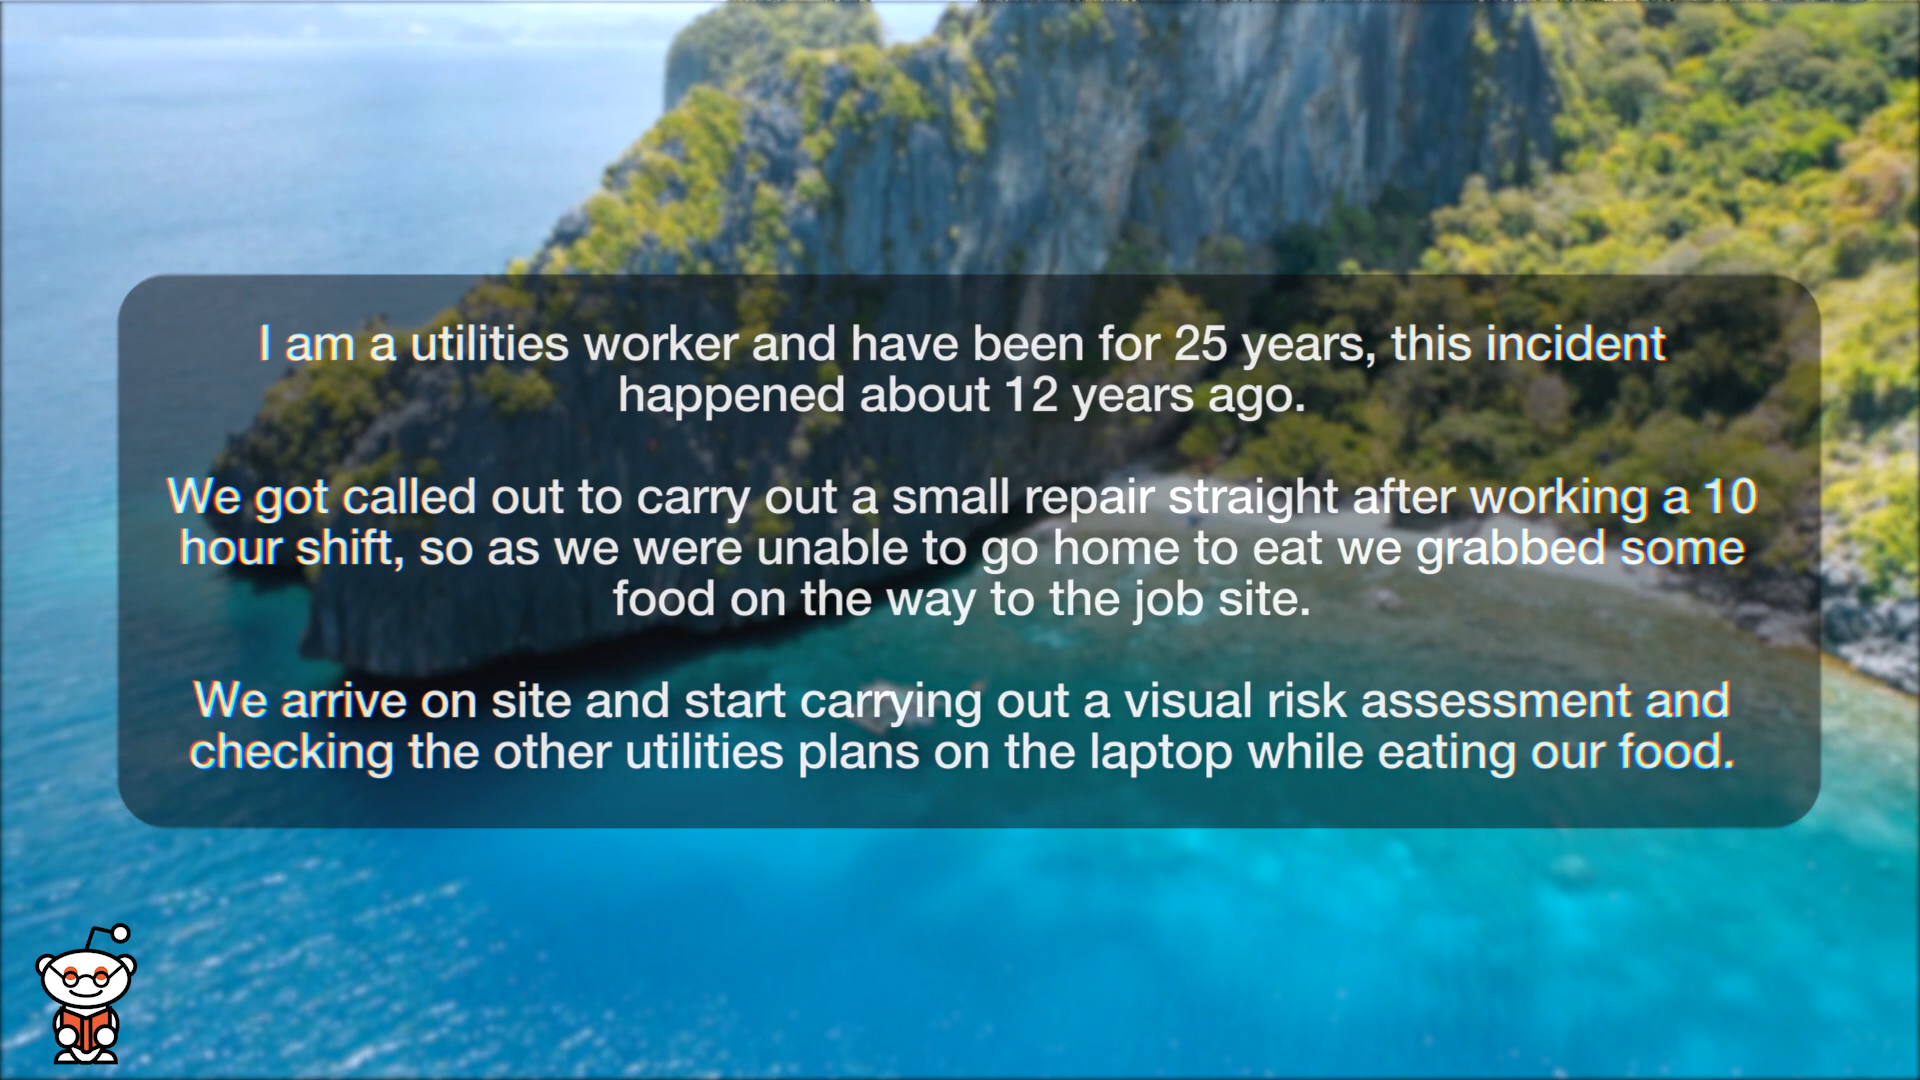 I am a utilities worker and have been for 25 years, this incident
happened about 12 years ago.
We got called out to carry out a small repair straight after working a 10
hour shift, so as we were unable to go home to eat we grabbed some
food on the way to the job site.
We arrive on site and start carrying out a visual risk assessment and
checking the other utilities plans on the laptop while eating our food.